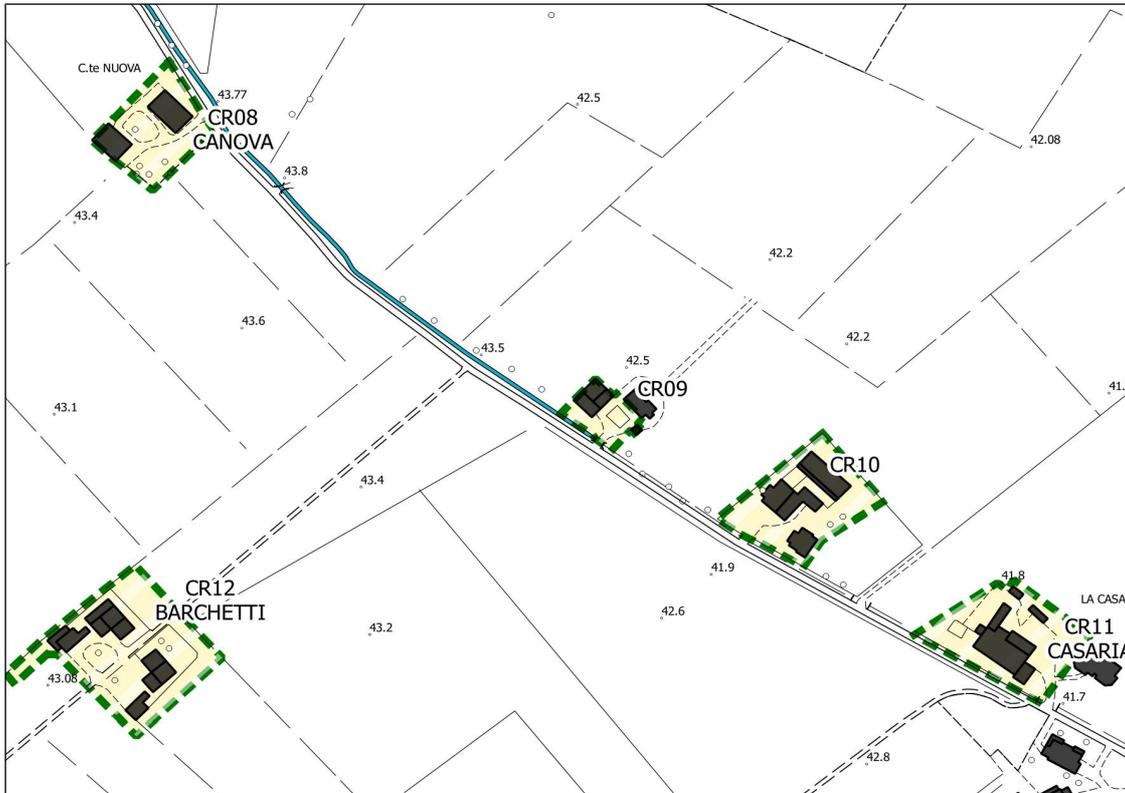 C.te NUOVA
43.77
CR08
CANOVA
42.5
42.08
43.8
43.4
42.2
43.6
43.5
42.2
42.5
CR09
43.1
41.
43.4
CR10
41.9
41.8
CR12
BARCHETTI
42.6
LA CASA
43.2
CR11
CASARIA
43.08
41.7
42.8